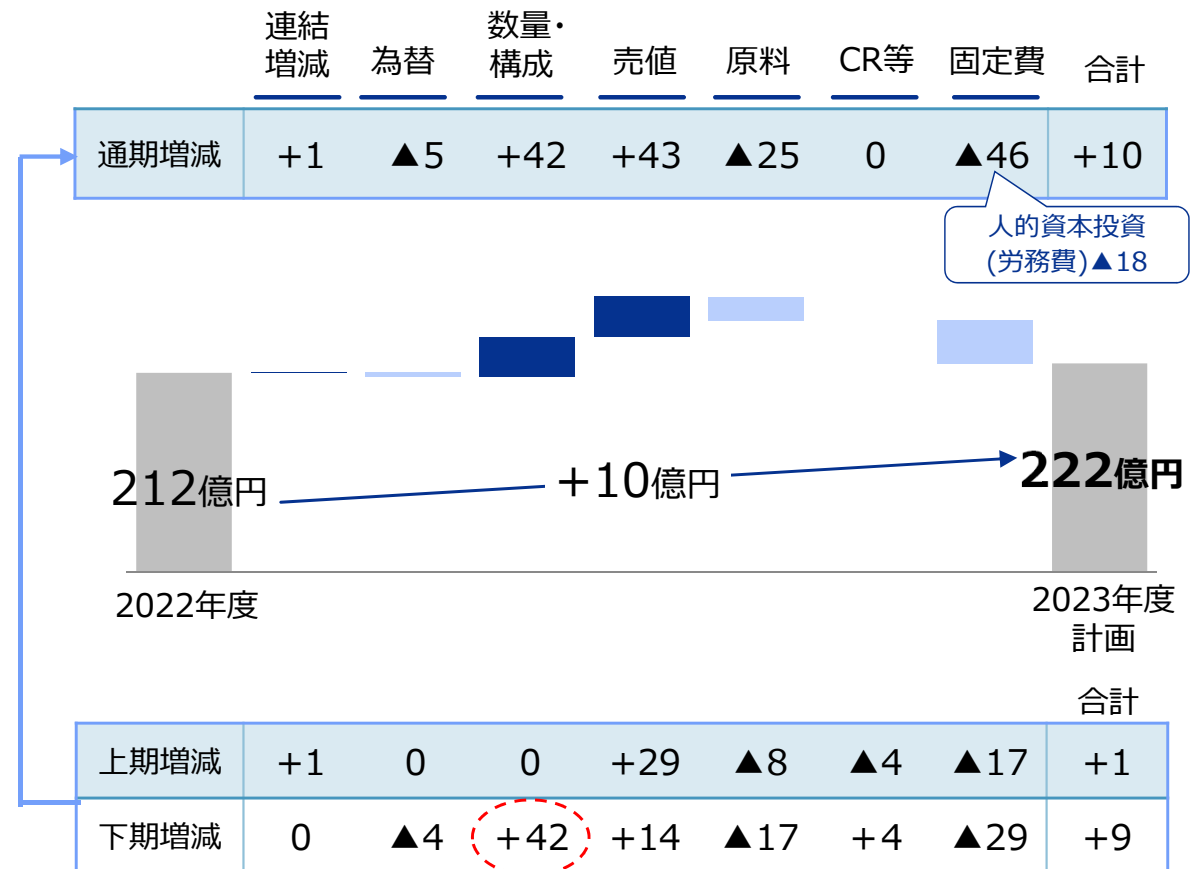 連結
増減
為替
数量・
構成
売値
原料
CR等
固定費
合計
通期増減 +1 ▲5 +42 +43 ▲25 0 ▲46 +10
人的資本投資
(労務費)▲18
212億円
+10億円
222億円
2022年度
2023年度
計画
合計
上期増減 +1 0 0 +29 ▲8 ▲4 ▲17 +1
下期増減 0 ▲4 +42 +14 ▲17 +4 ▲29 +9